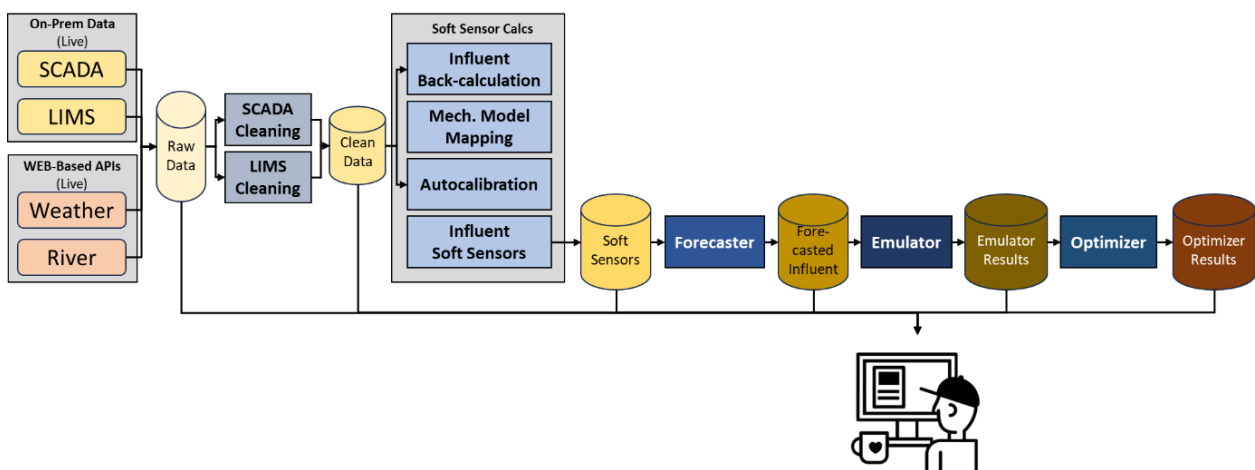 On-Prem Data
(Live)
SCADA
LIMS
WEB-Based APIs
(Live)
Weather
River
Raw
Data
SCADA
Cleaning
LIMS
Cleaning
Clean
Data
Soft Sensor Calcs
Influent
Back-calculation
Mech. Model
Mapping
Autocalibration
Influent
Soft Sensors
Soft
Sensors
Forecaster
Fore-
casted
Influent
Emulator
Emulator
Results
Optimizer
Optimizer
Results